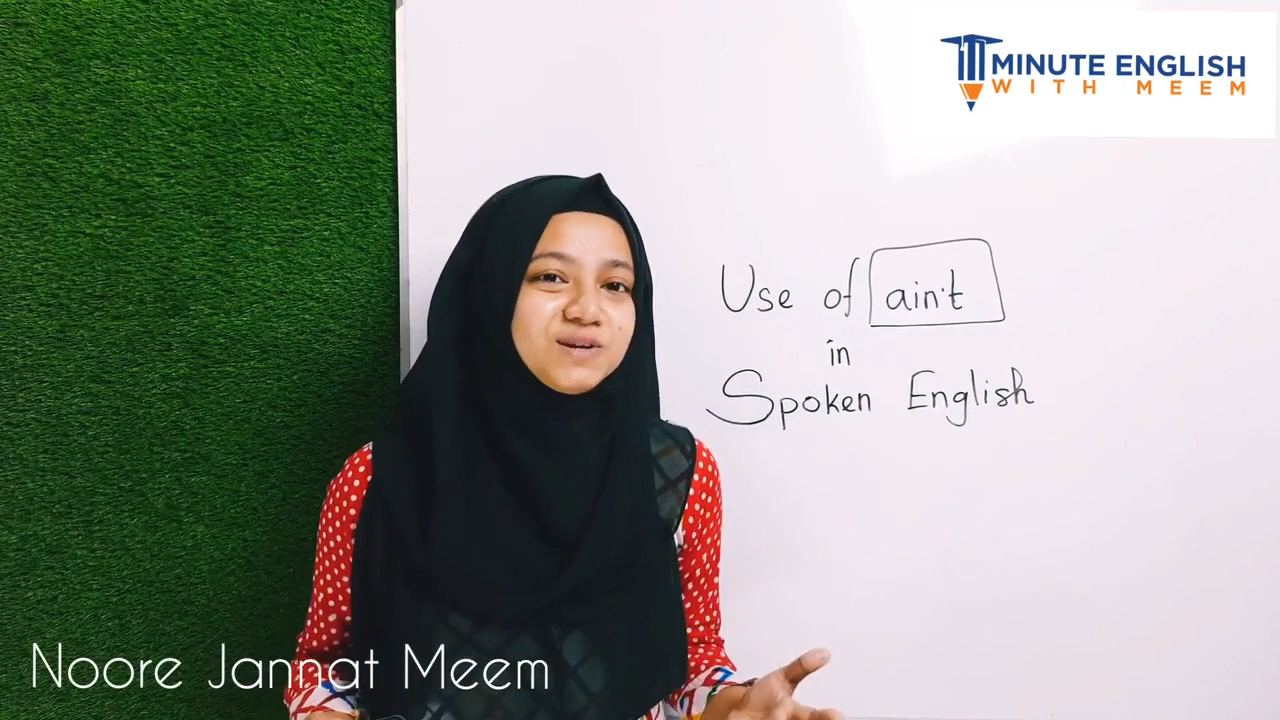 MINUTE ENGLISH
WITH MEEM
Use of ain't
in
Spoken English
Noore Jannat Meem